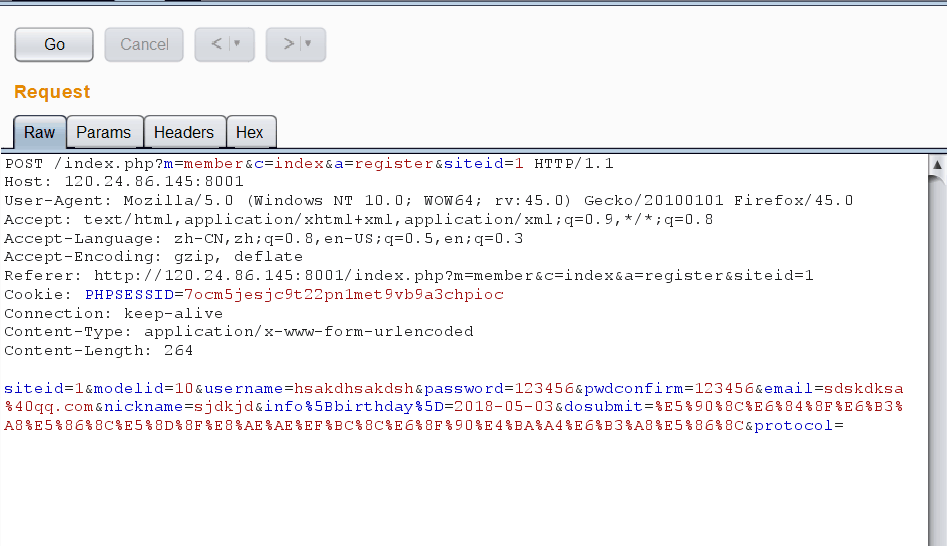 Go
Cancel
<
>
Request
Raw
Params
Headers
Hex
POST /index.php?m=member&c=index&a=register&siteid=1 HTTP/1.1
Host: 120.24.86.145:8001
User-Agent: Mozilla/5.0 (Windows NT 10.0; WOW64; rv:45.0) Gecko/20100101 Firefox/45.0
Accept: text/html,application/xhtml+xml,application/xml;q=0.9,*/*;q=0.8
Accept-Language: zh-CN,zh;q=0.8,en-US;q=0.5,en;q=0.3
Accept-Encoding: gzip, deflate
Referer: http://120.24.86.145:8001/index.php?m=member&c=index&a=register&siteid=1
Cookie: PHPSESSID=7ocm5jesjc9t22pn1met9vb9a3chpioc
Connection: keep-alive
Content-Type: application/x-www-form-urlencoded
Content-Length: 264
siteid=1&modelid=10&username=hsakdhsakdsh&password=123456&pwdconfirm=123456&email=sdskdksa
%40qq.com&nickname=sjdkjd&info%5Bbirthday%5D=2018-05-03&dosubmit=%E5%90%8C%E6%84%8F%E6%B3%
A8%E5%86%8C%E5%8D%8F%E8%AE%AE%EF%BC%8C%E6%8F%90%E4%BA%A4%E6%B3%A8%E5%86%8C&protocol=